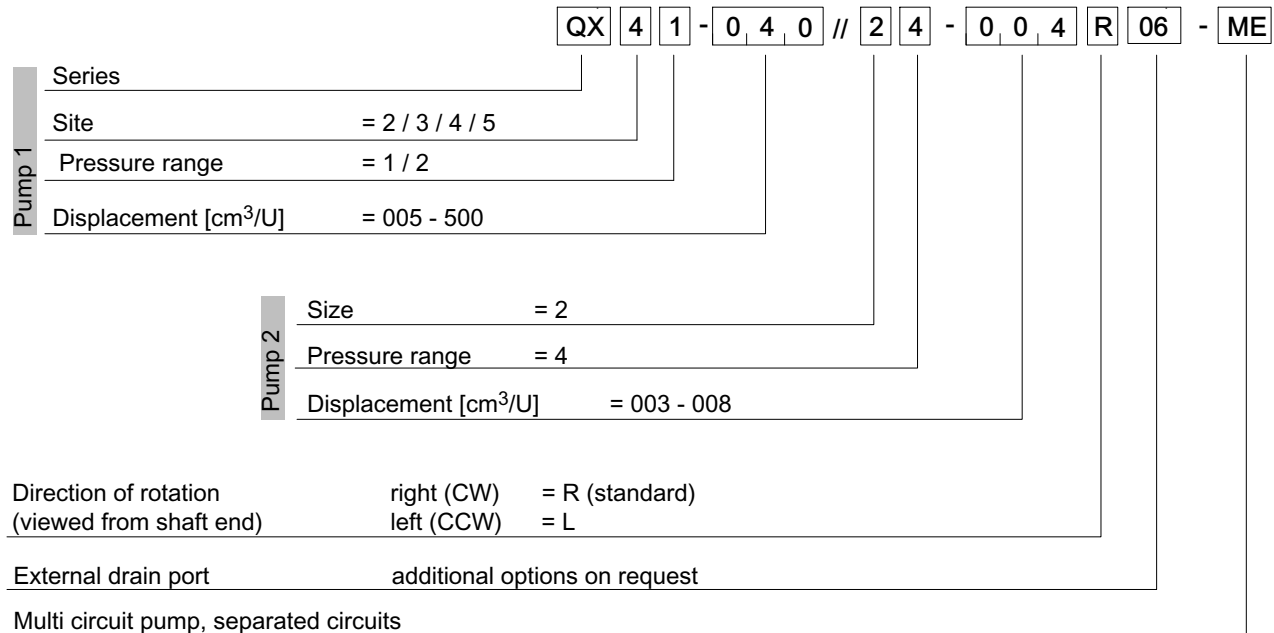 QX 4 1 - 0 4 0 // 2 4 - 0 0 4 R 06 - ME
Pump 1
Series
Site = 2 / 3 / 4 / 5
Pressure range = 1 / 2
Displacement [cm³/U] = 005 - 500
Pump 2
Size = 2
Pressure range = 4
Displacement [cm³/U] = 003 - 008
Direction of rotation right (CW) = R (standard)
(viewed from shaft end) left (CCW) = L
External drain port additional options on request
Multi circuit pump, separated circuits